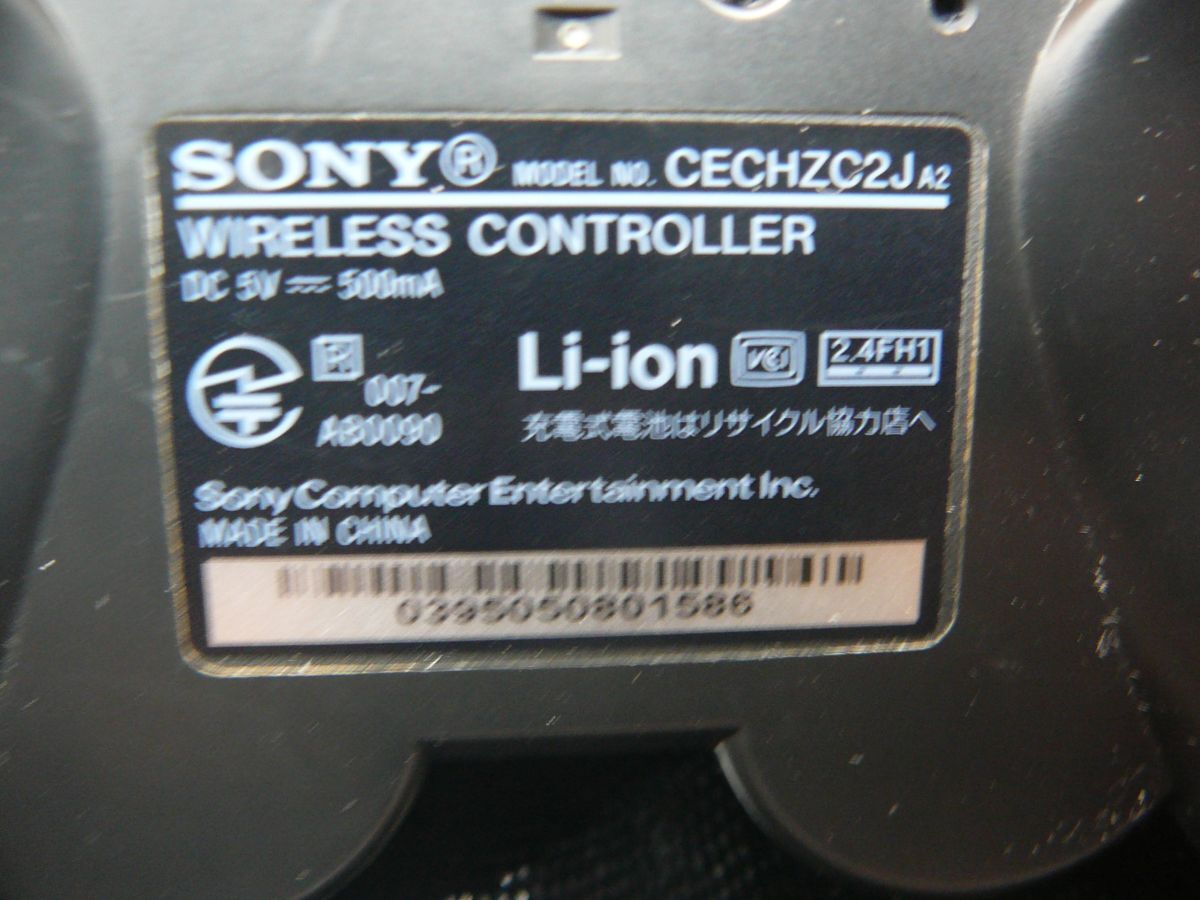 SONY® MODEL NO. CECHZC2J A2
WIRELESS CONTROLLER
DC 5V ⎓ 500mA
R 007-
AB0090
Li-ion VCI 2.4FH1
充電式電池はリサイクル協力店へ
Sony Computer Entertainment Inc.
MADE IN CHINA
0395050801586